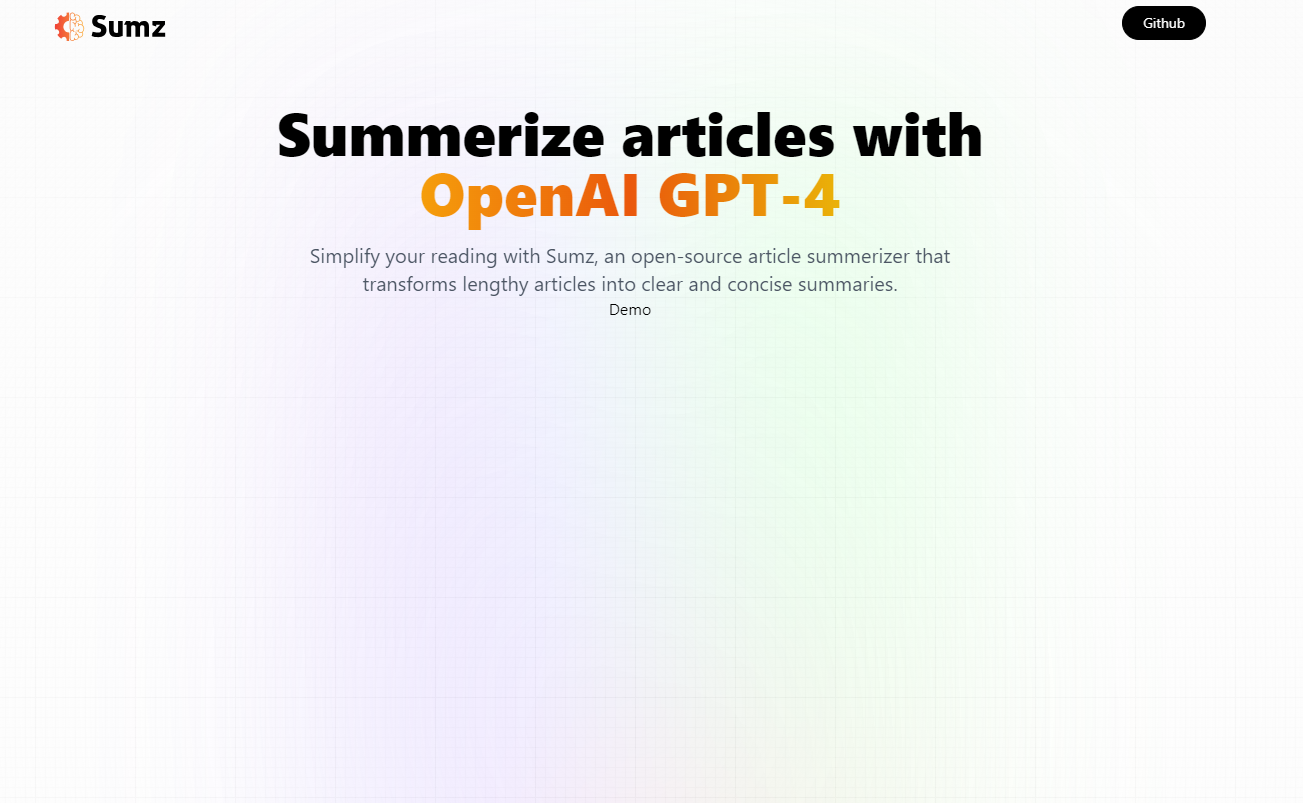 Sumz
Github
Summerize articles with
OpenAI GPT-4
Simplify your reading with Sumz, an open-source article summerizer that
transforms lengthy articles into clear and concise summaries.
Demo